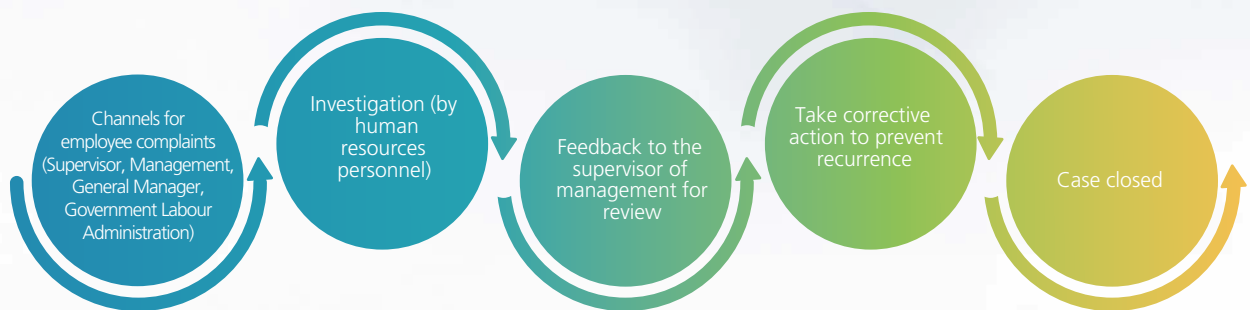 Channels for
employee complaints
(Supervisor, Management,
General Manager,
Government Labour
Administration)
Investigation (by
human
resources
personnel)
Feedback to the
supervisor of
management for
review
Take corrective
action to prevent
recurrence
Case closed